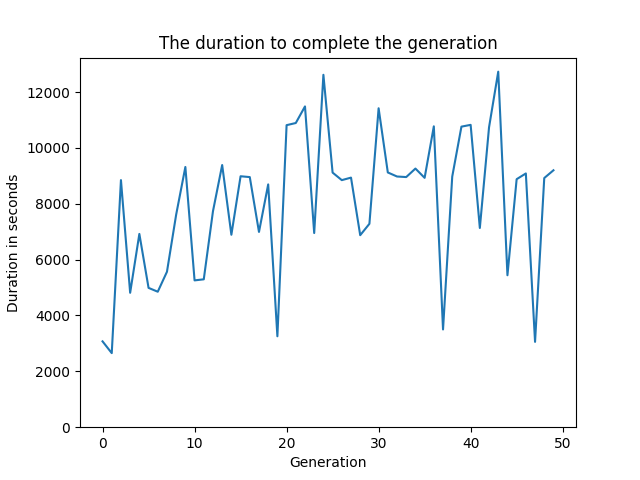 The duration to complete the generation
Duration in seconds
12000
10000
8000
6000
4000
2000
0
0 10 20 30 40 50
Generation